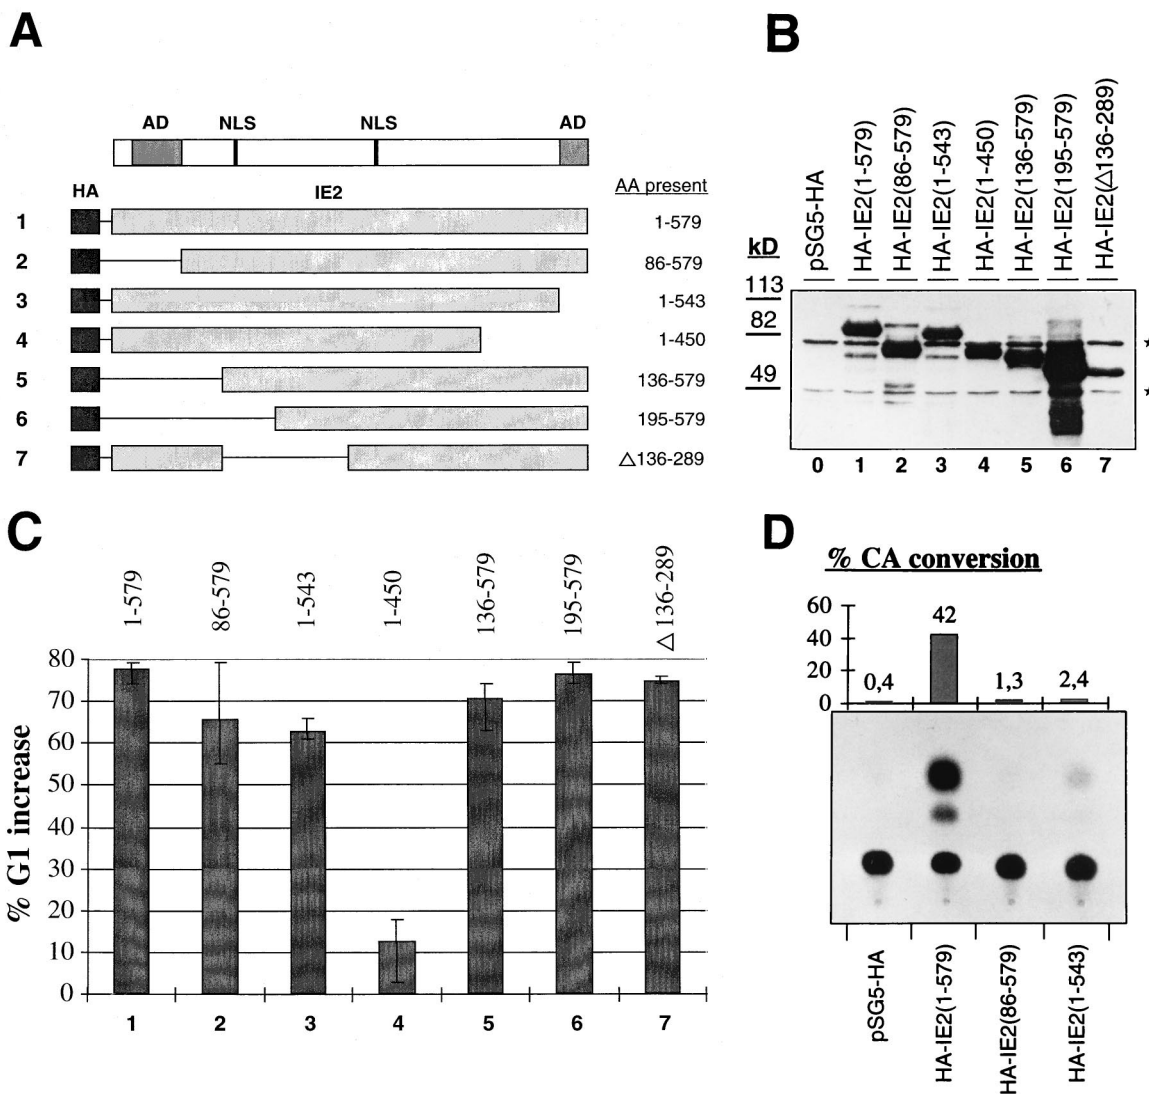 A
AD NLS NLS AD
HA IE2 AA present
1 1-579
2 86-579
3 1-543
4 1-450
5 136-579
6 195-579
7 △136-289
B
pSG5-HA
HA-IE2(1-579)
HA-IE2(86-579)
HA-IE2(1-543)
HA-IE2(1-450)
HA-IE2(136-579)
HA-IE2(195-579)
HA-IE2(△136-289)
kD
113
82
*
49
*
0 1 2 3 4 5 6 7
C
1-579
86-579
1-543
1-450
136-579
195-579
△ 136-289
% G1 increase
80
70
60
50
40
30
20
10
0
1 2 3 4 5 6 7
D
% CA conversion
60
40
20
0
0,4 42 1,3 2,4
pSG5-HA
HA-IE2(1-579)
HA-IE2(86-579)
HA-IE2(1-543)